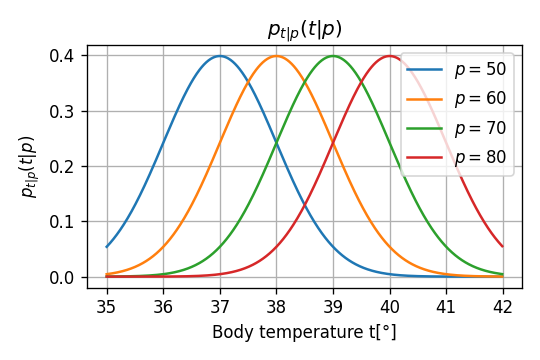 p_{t|p}(t|p)
p_{t|p}(t|p)
0.4
0.3
0.2
0.1
0.0
p = 50
p = 60
p = 70
p = 80
35 36 37 38 39 40 41 42
Body temperature t[°]